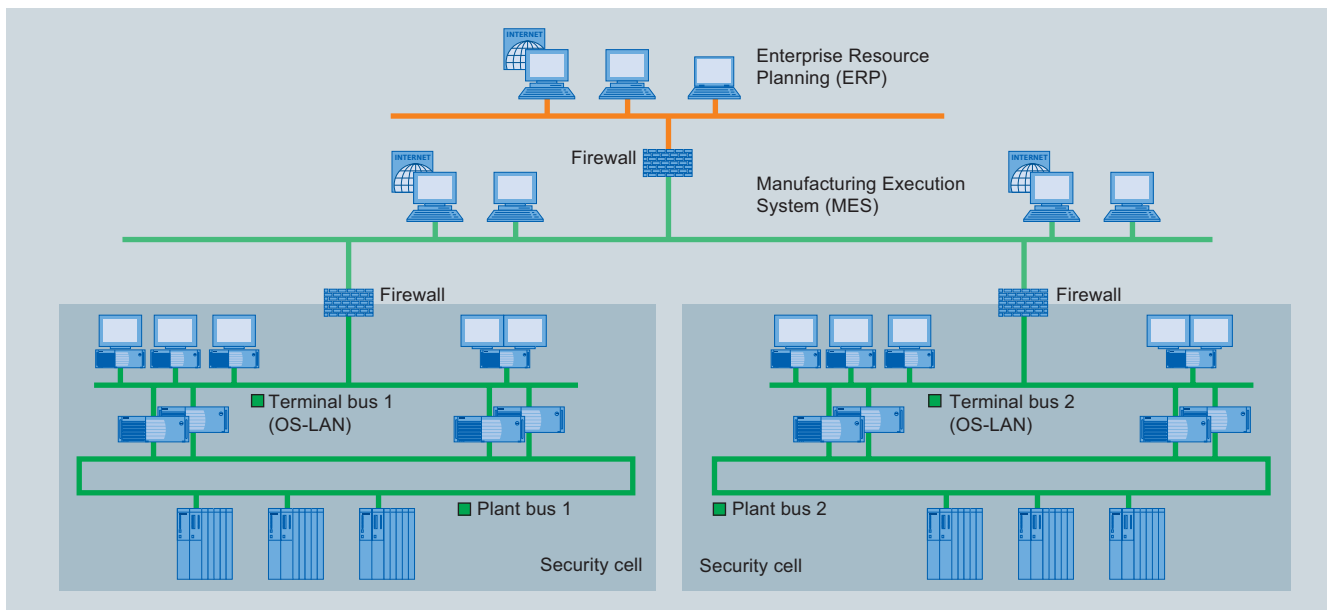 INTERNET
Enterprise Resource
Planning (ERP)
Firewall
INTERNET
Manufacturing Execution
System (MES)
INTERNET
Firewall
Firewall
Terminal bus 1
(OS-LAN)
Terminal bus 2
(OS-LAN)
Plant bus 1
Plant bus 2
Security cell
Security cell